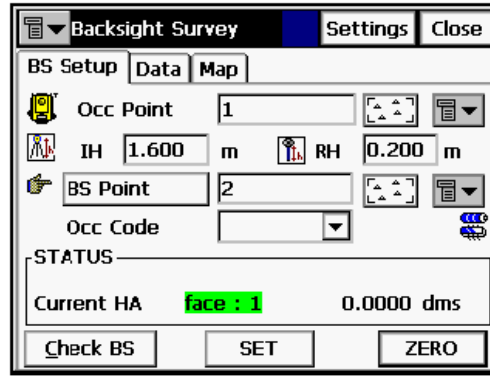 Backsight Survey Settings Close
BS Setup Data Map
Occ Point 1
IH 1.600 m RH 0.200 m
BS Point 2
Occ Code
STATUS
Current HA face : 1 0.0000 dms
Check BS SET ZERO